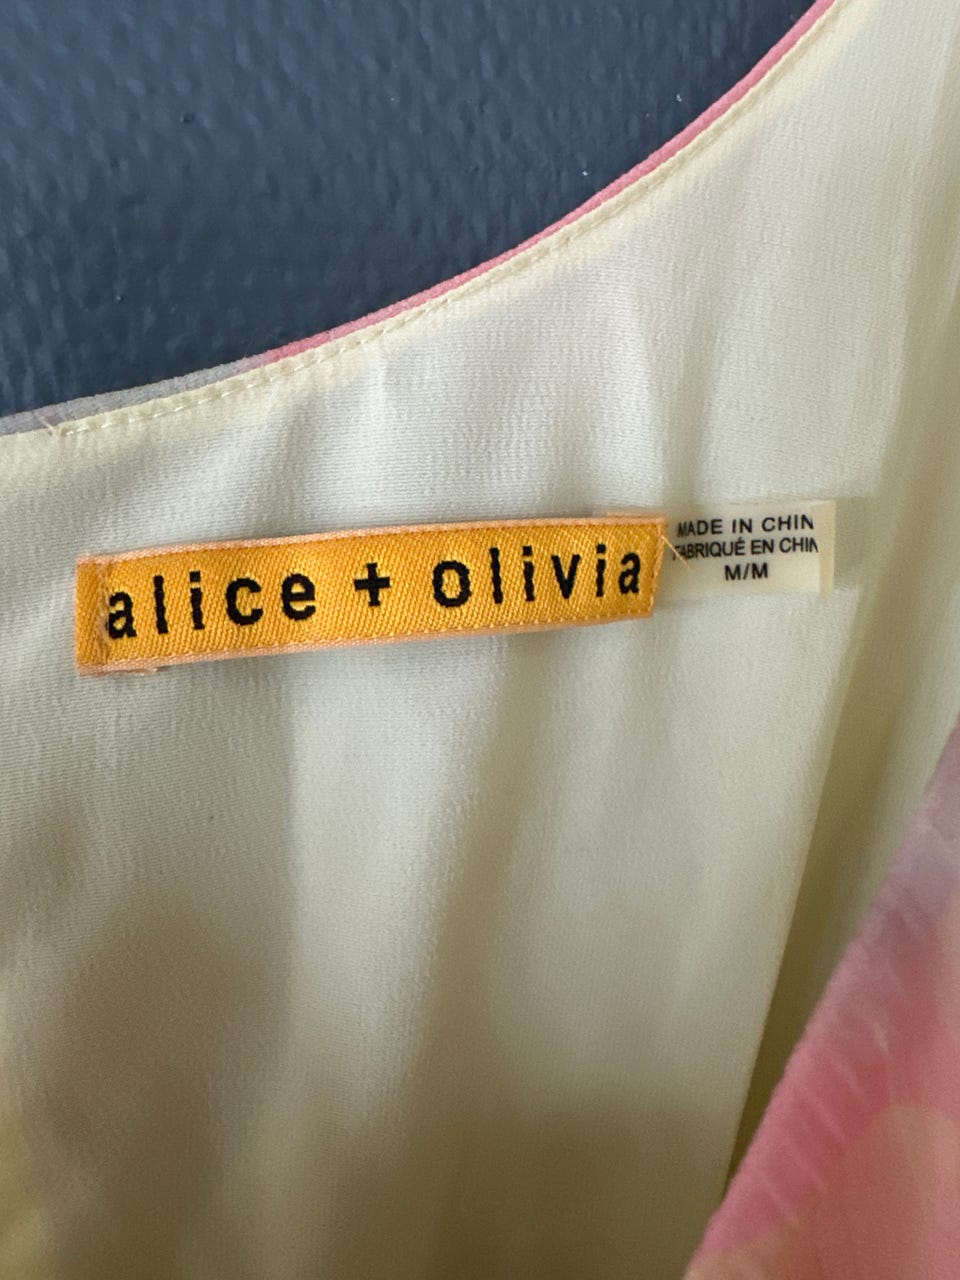 alice + olivia
MADE IN CHIN
FABRIQUÉ EN CHIN
M/M